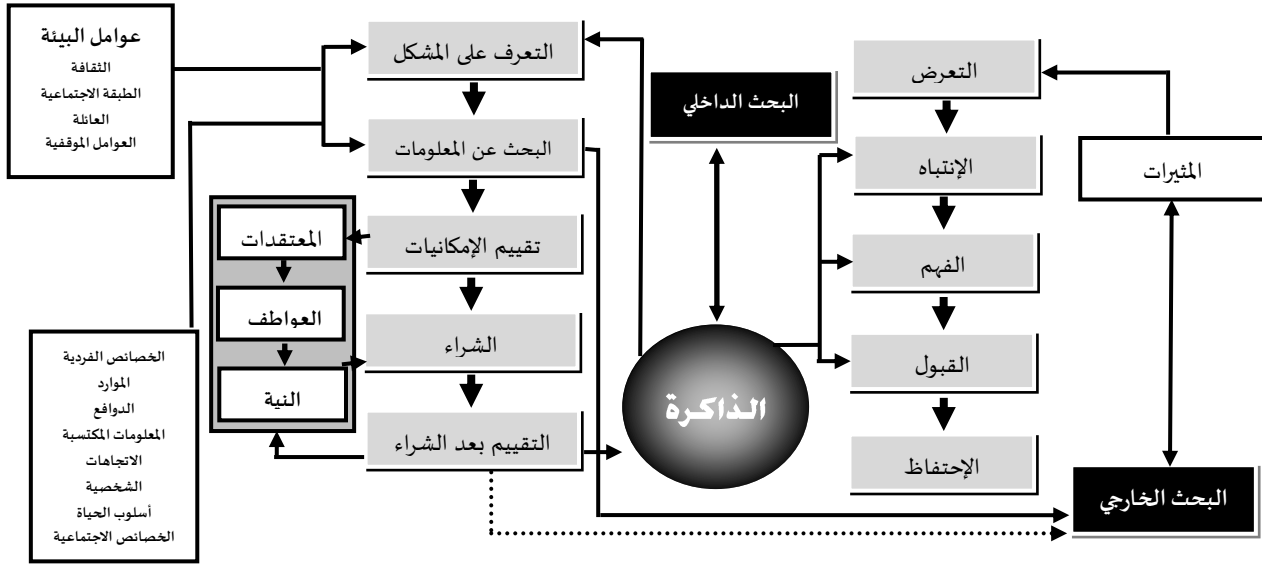 عوامل البيئة
الثقافة
الطبقة الاجتماعية
العائلة
العوامل الموقفية
التعرف على المشكل
البحث عن المعلومات
تقييم الإمكانيات
الشراء
التقييم بعد الشراء
المعتقدات
العواطف
النية
الخصائص الفردية
الموارد
الدوافع
المعلومات المكتسبة
الاتجاهات
الشخصية
أسلوب الحياة
الخصائص الاجتماعية
البحث الداخلي
الذاكرة
التعرض
الإنتباه
الفهم
القبول
الإحتفاظ
المثيرات
البحث الخارجي